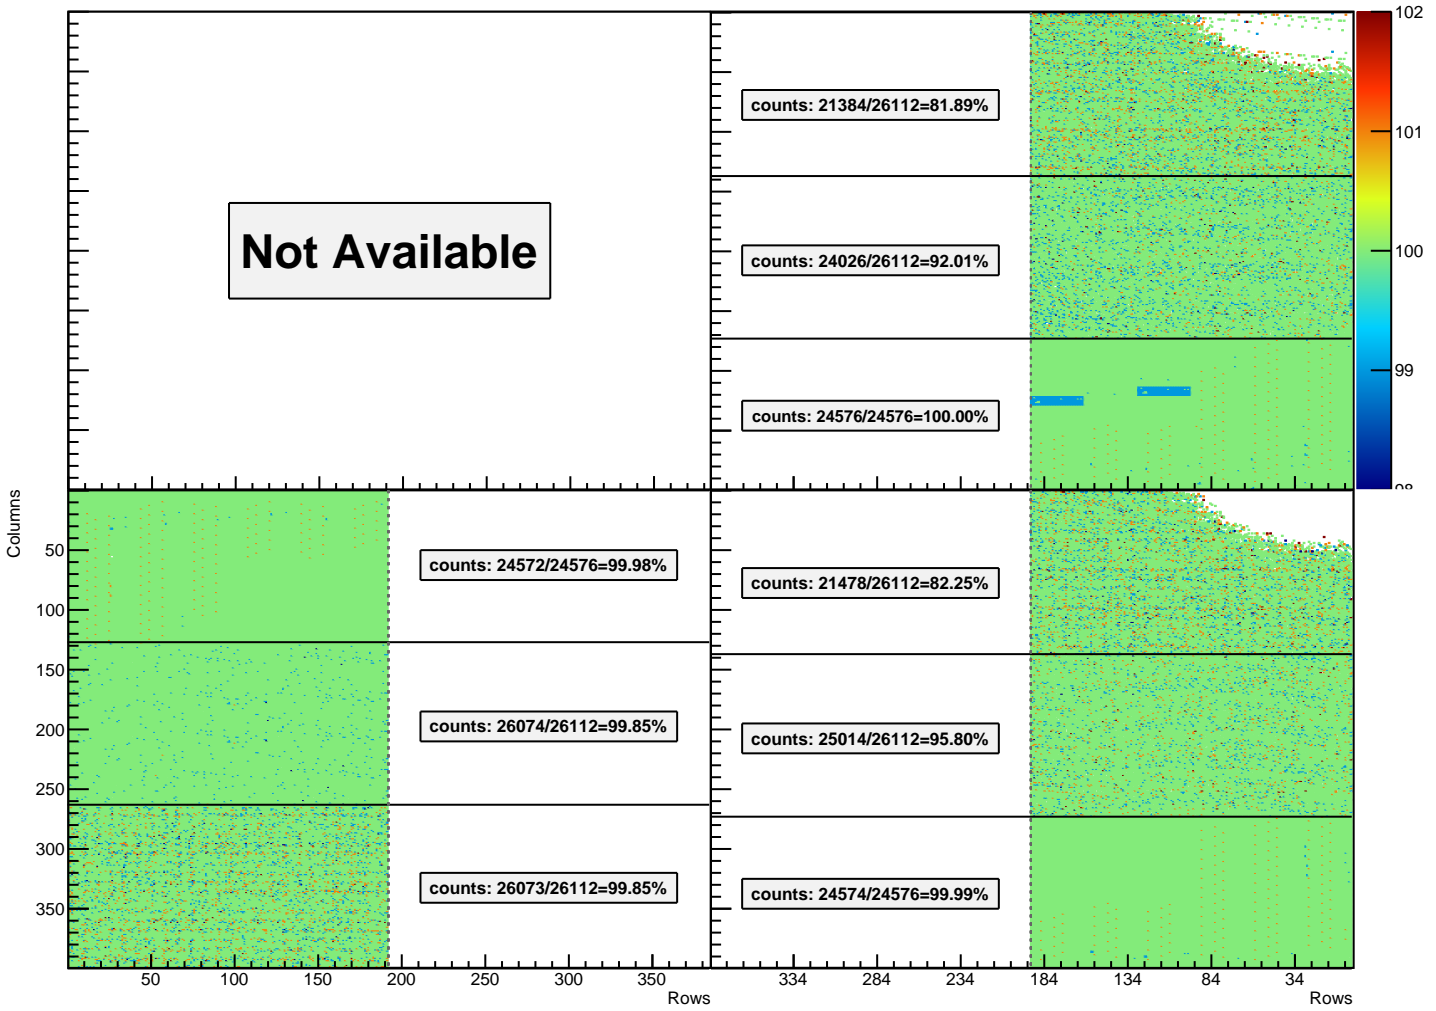 102
counts: 21384/26112=81.89%
101
Not Available
counts: 24026/26112=92.01%
100
counts: 24576/24576=100.00%
99
98
Columns
50
counts: 24572/24576=99.98%
counts: 21478/26112=82.25%
100
150
200
counts: 26074/26112=99.85%
counts: 25014/26112=95.80%
250
300
counts: 26073/26112=99.85%
counts: 24574/24576=99.99%
350
50 100 150 200 250 300 350 334 284 234 184 134 84 34
Rows Rows